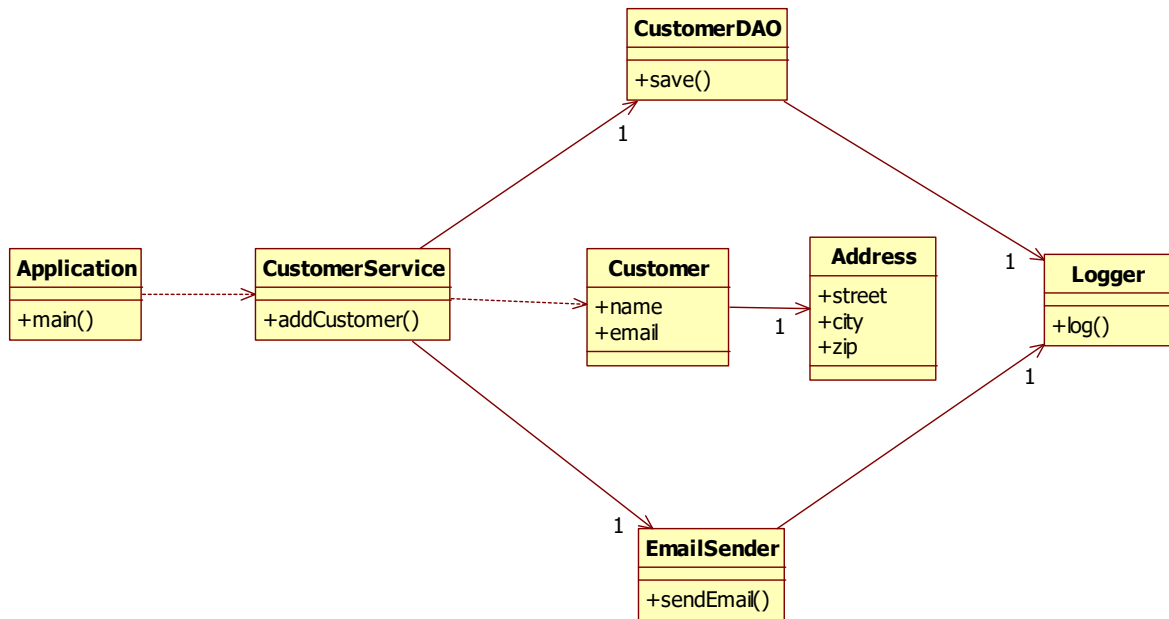 CustomerDAO
+save()
1
1
Application
+main()
CustomerService
+addCustomer()
Customer
+name
+email
1
Address
+street
+city
+zip
Logger
+log()
1
1
EmailSender
+sendEmail()